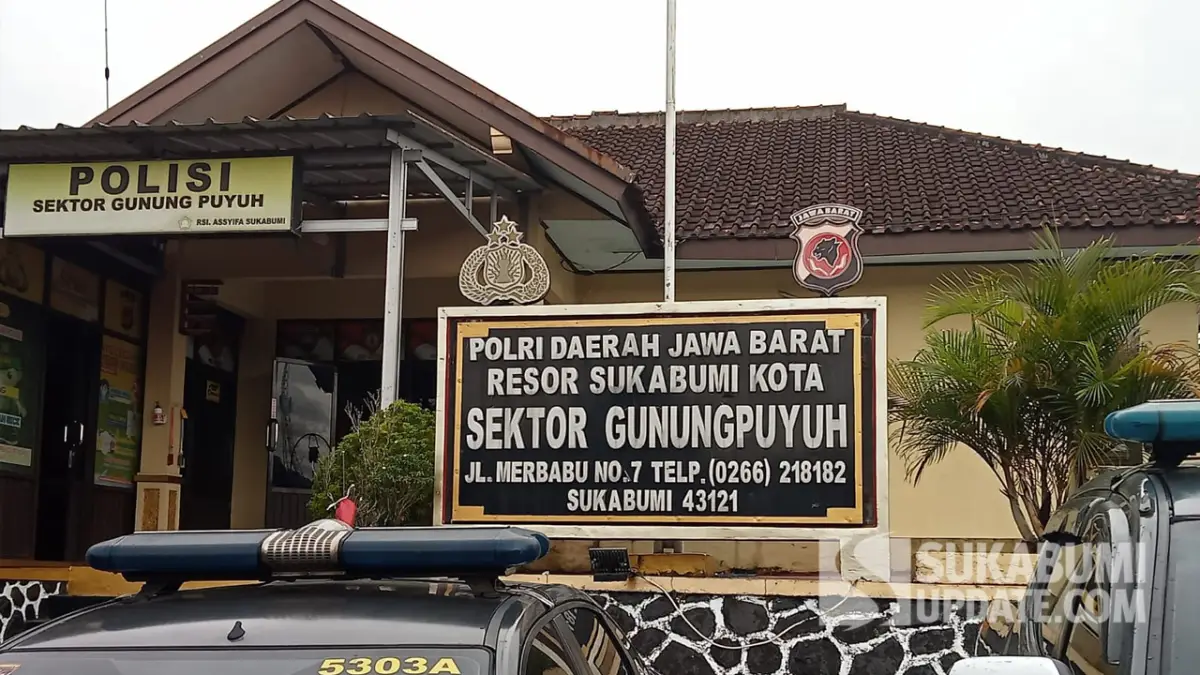 POLISI
SEKTOR GUNUNG PUYUH
RSI. ASSYIFA SUKABUMI
JAWA BARAT
POLRI DAERAH JAWA BARAT
RESOR SUKABUMI KOTA
SEKTOR GUNUNGPUYUH
JL. MERBABU NO.7 TELP.(0266) 218182
SUKABUMI 43121
5303A
SUKABUMI
UPDATE.COM